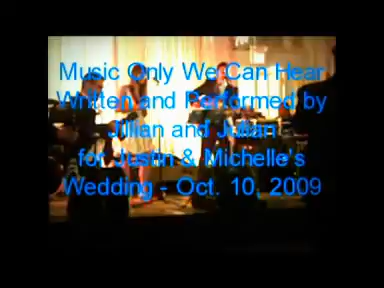 Music Only We Can Hear
Written and Performed by
Jillian and Julian
for Justin & Michelle's
Wedding - Oct. 10, 2009